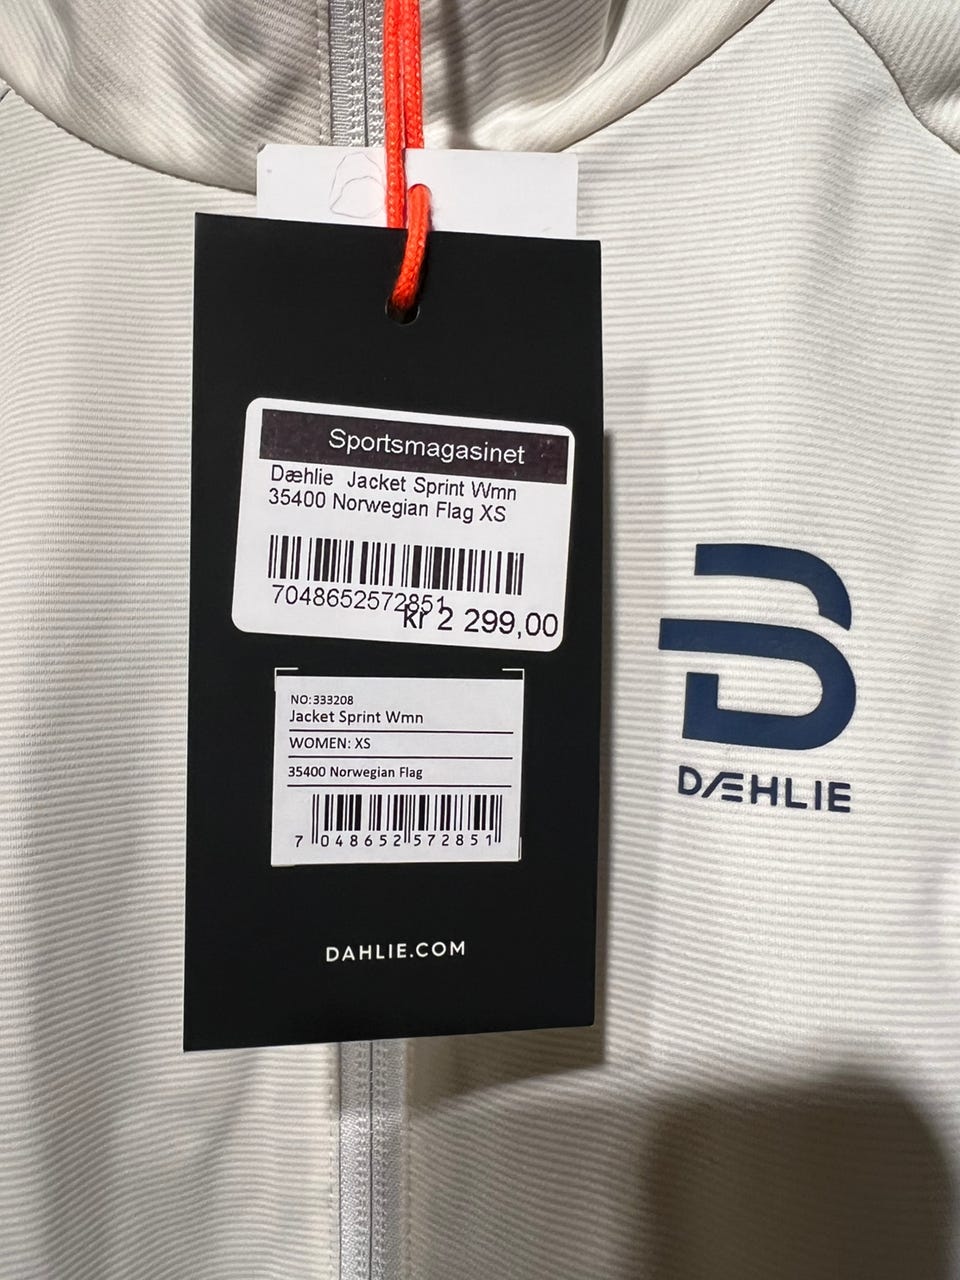 Sportsmagasinet
Dæhlie Jacket Sprint Wmn
35400 Norwegian Flag XS
7048652572851
kr 2 299,00
NO:333208
Jacket Sprint Wmn
WOMEN: XS
35400 Norwegian Flag
7 048652 572851
DAHLIE.COM
DÆHLIE